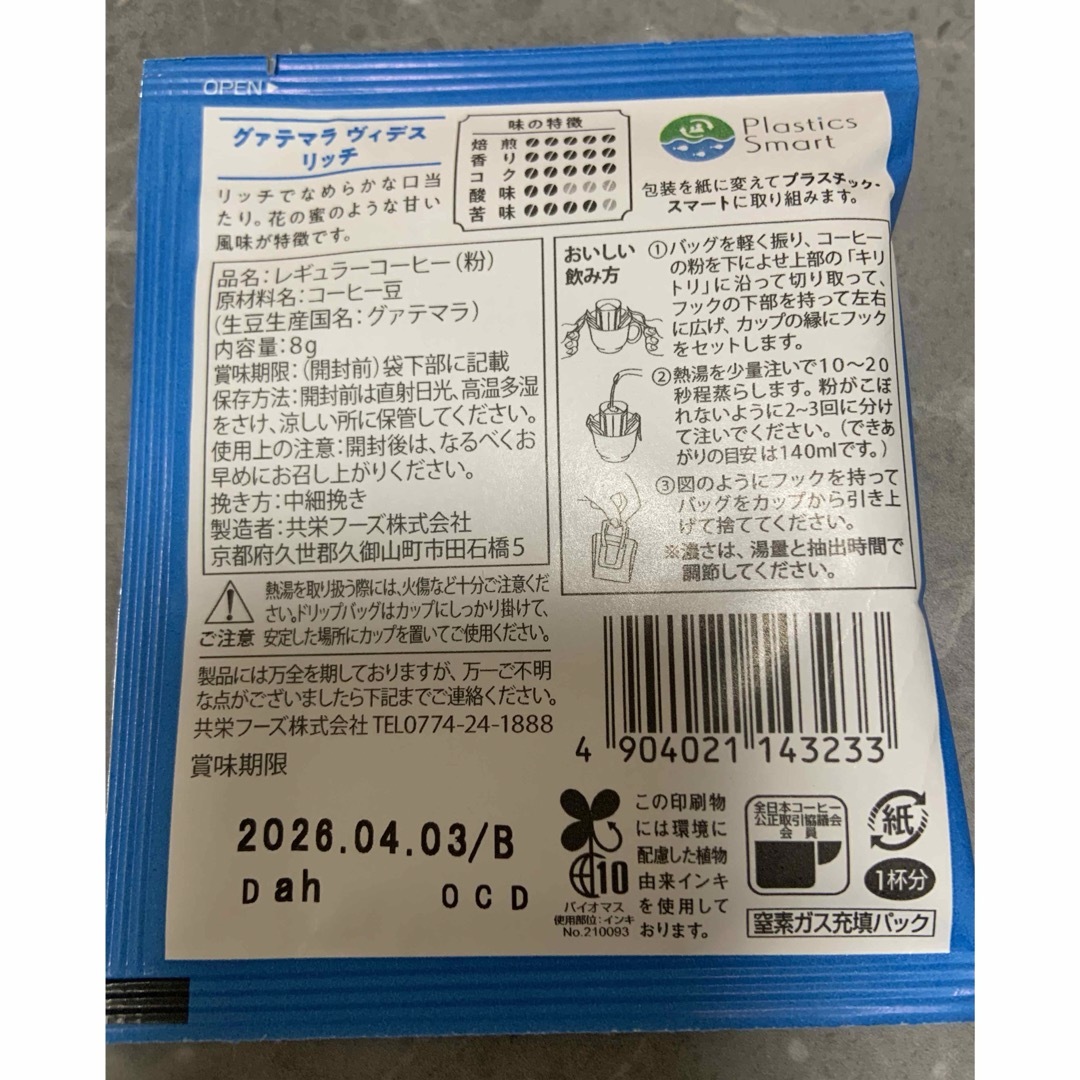 OPEN
グァテマラ ヴィデス
リッチ
リッチでなめらかな口当
たり。花の蜜のような甘い
風味が特徴です。
味の特徴
焙煎
香り
コク
酸味
苦味
Plastics
Smart
包装を紙に変えてプラスチック・
スマートに取り組みます。
品名：レギュラーコーヒー（粉）
原材料名：コーヒー豆
（生豆生産国名：グァテマラ）
内容量：8g
賞味期限：（開封前）袋下部に記載
保存方法：開封前は直射日光、高温多湿
をさけ、涼しい所に保管してください。
使用上の注意：開封後は、なるべくお
早めにお召し上がりください。
挽き方：中細挽き
製造者：共栄フーズ株式会社
京都府久世郡久御山町市田石橋5
おいしい
飲み方
①バッグを軽く振り、コーヒー
の粉を下によせ上部の「キリ
トリ」に沿って切り取って、
フックの下部を持って左右
に広げ、カップの縁にフック
をセットします。
②熱湯を少量注いで10～20
秒程蒸らします。粉がこぼ
れないように2~3回に分け
て注いでください。（できあ
がりの目安は140mlです。）
③図のようにフックを持って
バッグをカップから引き上
げて捨ててください。
※濃さは、湯量と抽出時間で
調節してください。
ご注意
熱湯を取り扱う際には、火傷など十分ご注意くだ
さい。ドリップバッグはカップにしっかり掛けて、
安定した場所にカップを置いてご使用ください。
製品には万全を期しておりますが、万一ご不明
な点がございましたら下記までご連絡ください。
共栄フーズ株式会社 TEL0774-24-1888
4 904021 143233
賞味期限
2026.04.03/B
Dah OCD
10
バイオマス
使用部位：インキ
No.210093
この印刷物
には環境に
配慮した植物
由来インキ
を使用して
おります。
全日本コーヒー
公正取引協議会
会員
紙
1杯分
窒素ガス充填パック